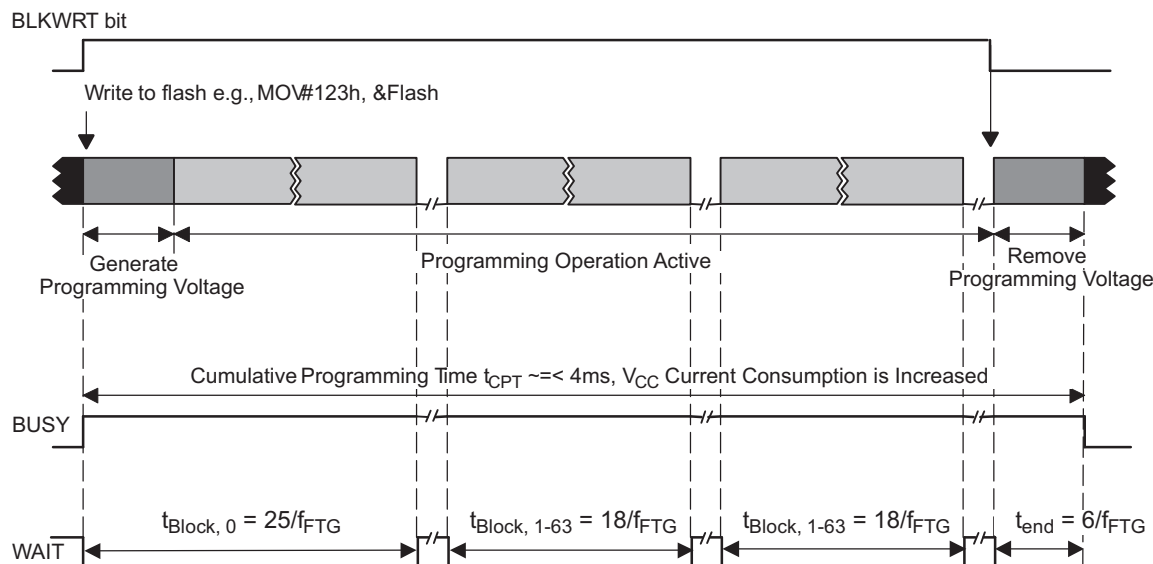 BLKWRT bit
Write to flash e.g., MOV#123h, &Flash
Generate
Programming Voltage
Programming Operation Active
Remove
Programming Voltage
Cumulative Programming Time tCPT ~=< 4ms, VCC Current Consumption is Increased
BUSY
tBlock, 0 = 25/fFTG
tBlock, 1-63 = 18/fFTG
tBlock, 1-63 = 18/fFTG
tend = 6/fFTG
WAIT